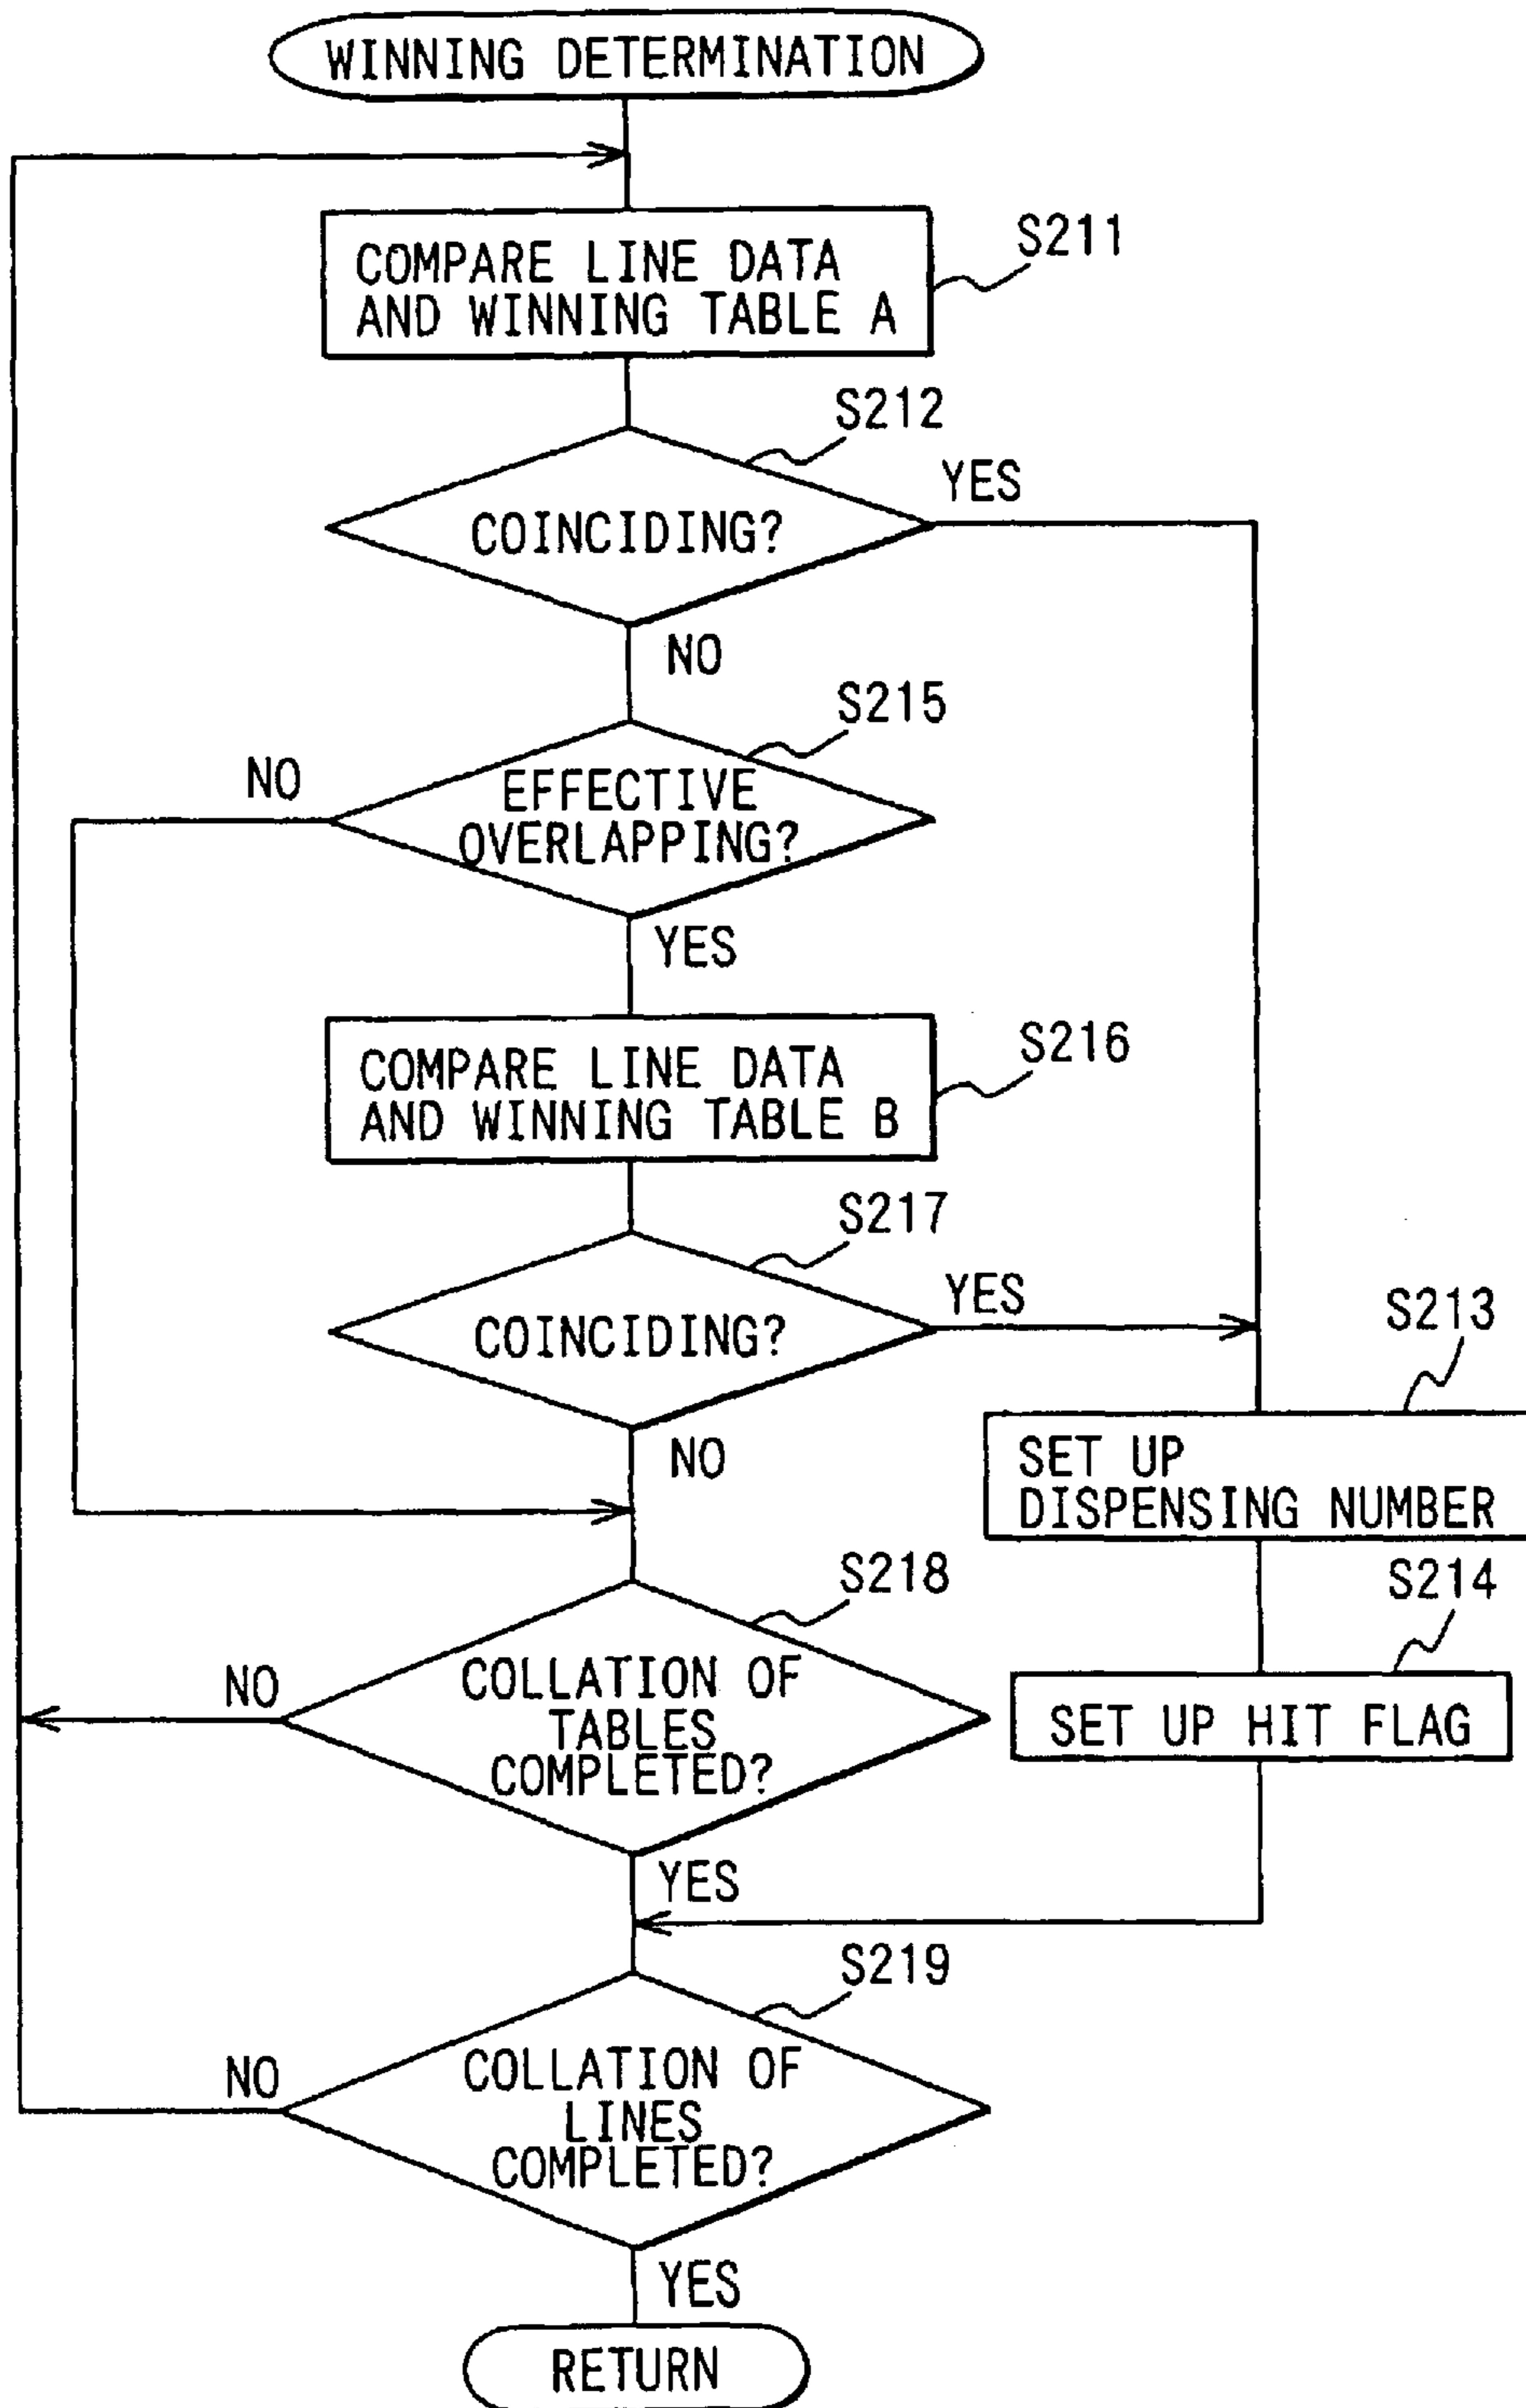 WINNING DETERMINATION
S211
COMPARE LINE DATA
AND WINNING TABLE A
S212
YES
COINCIDING?
NO
S215
NO
EFFECTIVE
OVERLAPPING?
YES
S216
COMPARE LINE DATA
AND WINNING TABLE B
S217
YES
COINCIDING?
NO
S213
SET UP
DISPENSING NUMBER
S214
SET UP HIT FLAG
S218
NO
COLLATION OF
TABLES
COMPLETED?
YES
S219
NO
COLLATION OF
LINES
COMPLETED?
YES
RETURN